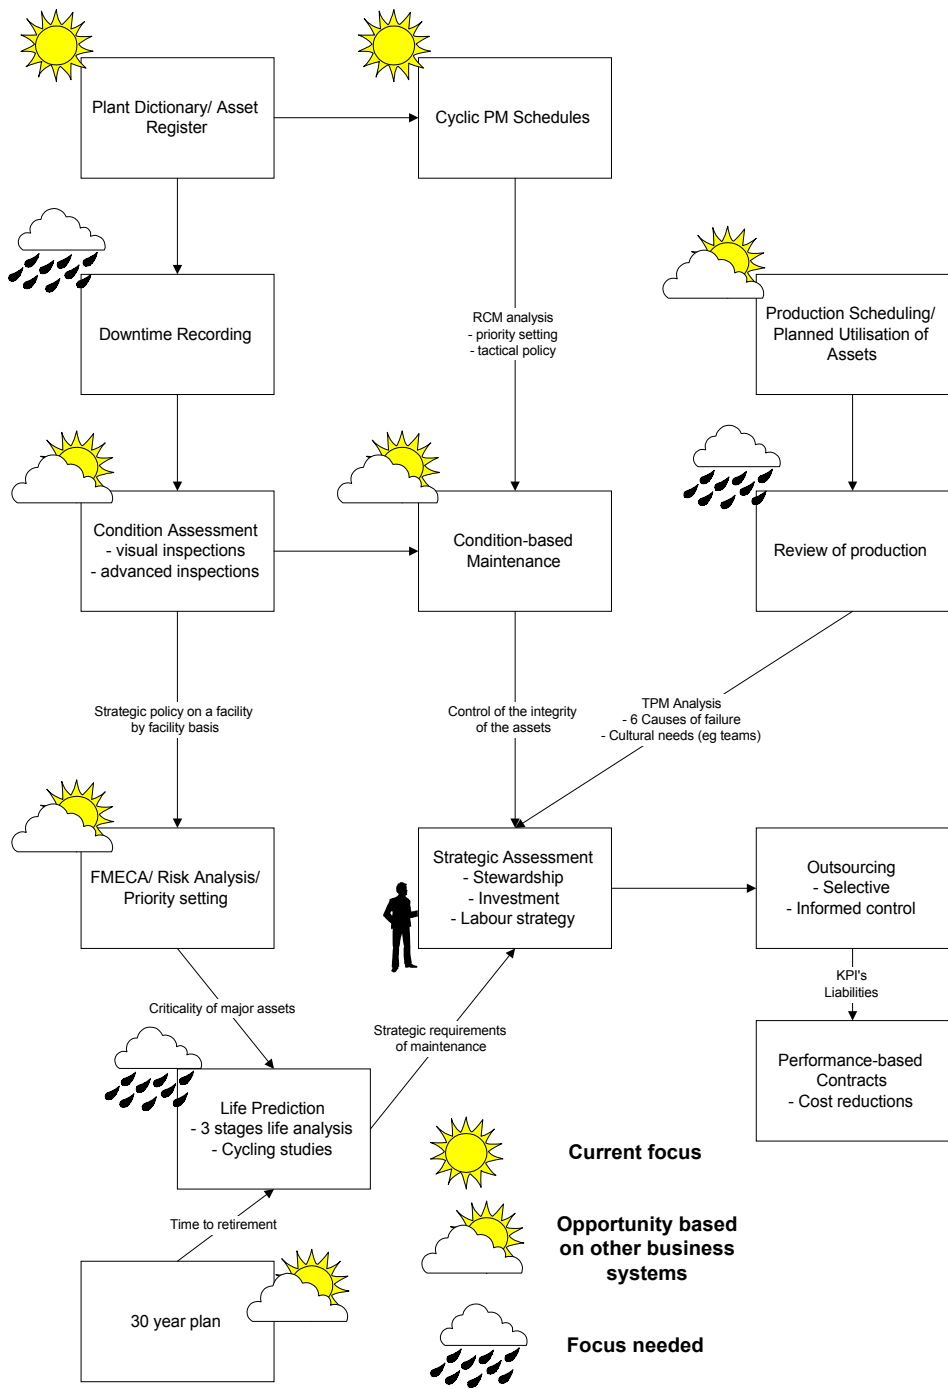 Plant Dictionary/ Asset
Register
Cyclic PM Schedules
Downtime Recording
RCM analysis
- priority setting
- tactical policy
Production Scheduling/
Planned Utilisation of
Assets
Condition Assessment
- visual inspections
- advanced inspections
Condition-based
Maintenance
Review of production
Strategic policy on a facility
by facility basis
Control of the integrity
of the assets
TPM Analysis
- 6 Causes of failure
- Cultural needs (eg teams)
FMECA/ Risk Analysis/
Priority setting
Strategic Assessment
- Stewardship
- Investment
- Labour strategy
Outsourcing
- Selective
- Informed control
Criticality of major assets
Strategic requirements
of maintenance
KPI's
Liabilities
Life Prediction
- 3 stages life analysis
- Cycling studies
Performance-based
Contracts
- Cost reductions
Time to retirement
30 year plan
Current focus
Opportunity based
on other business
systems
Focus needed